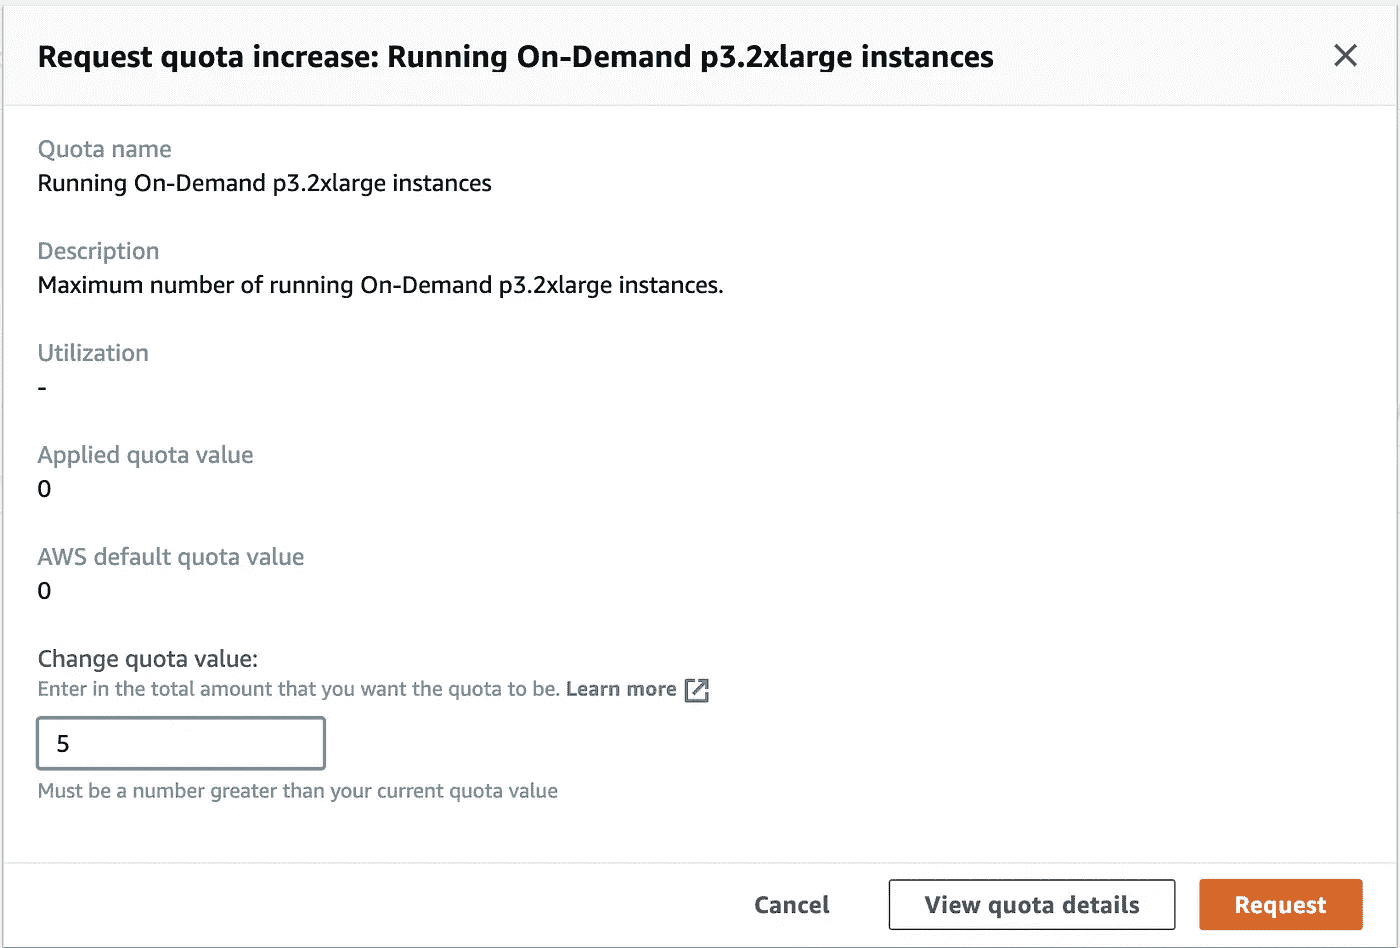 Request quota increase: Running On-Demand p3.2xlarge instances
Quota name
Running On-Demand p3.2xlarge instances
Description
Maximum number of running On-Demand p3.2xlarge instances.
Utilization
-
Applied quota value
0
AWS default quota value
0
Change quota value:
Enter in the total amount that you want the quota to be. Learn more
5
Must be a number greater than your current quota value
Cancel View quota details Request